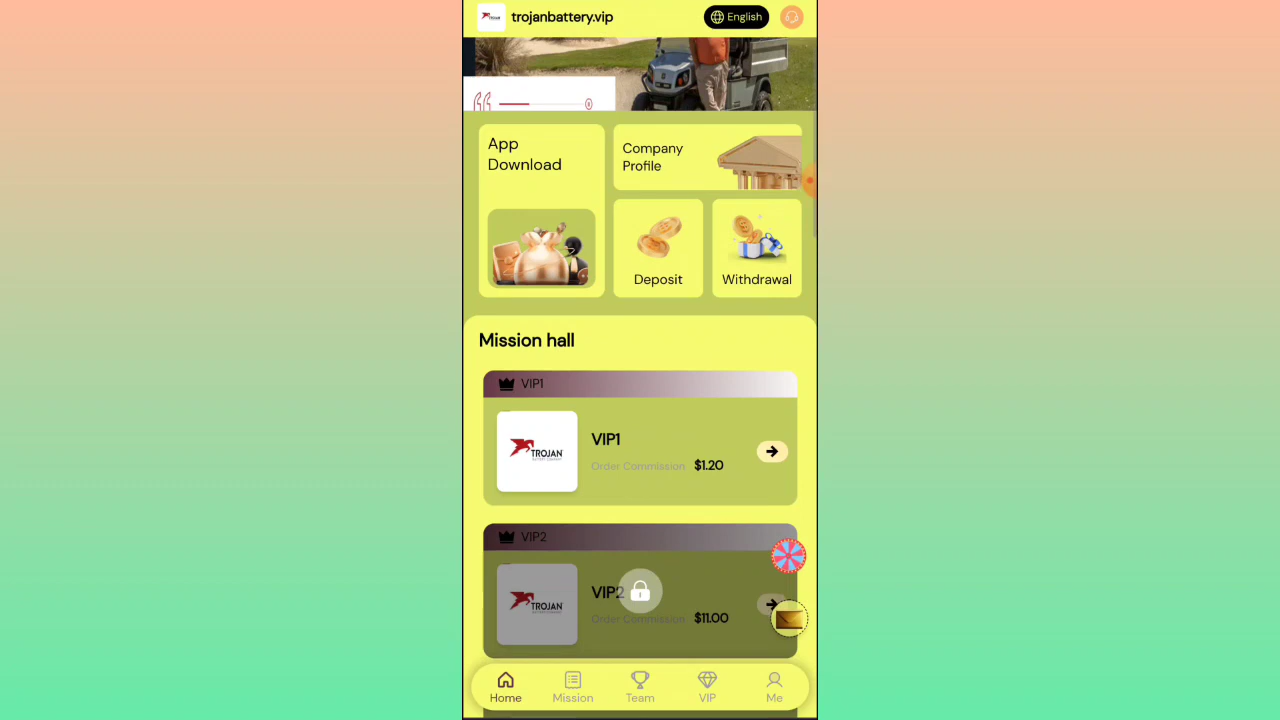 trojanbattery.vip
English
App
Download
Company
Profile
Deposit
Withdrawal
Mission hall
VIP1
TROJAN
VIP1
Order Commission $1.20
VIP2
TROJAN
VIP2
Order Commission $11.00
Home
Mission
Team
VIP
Me